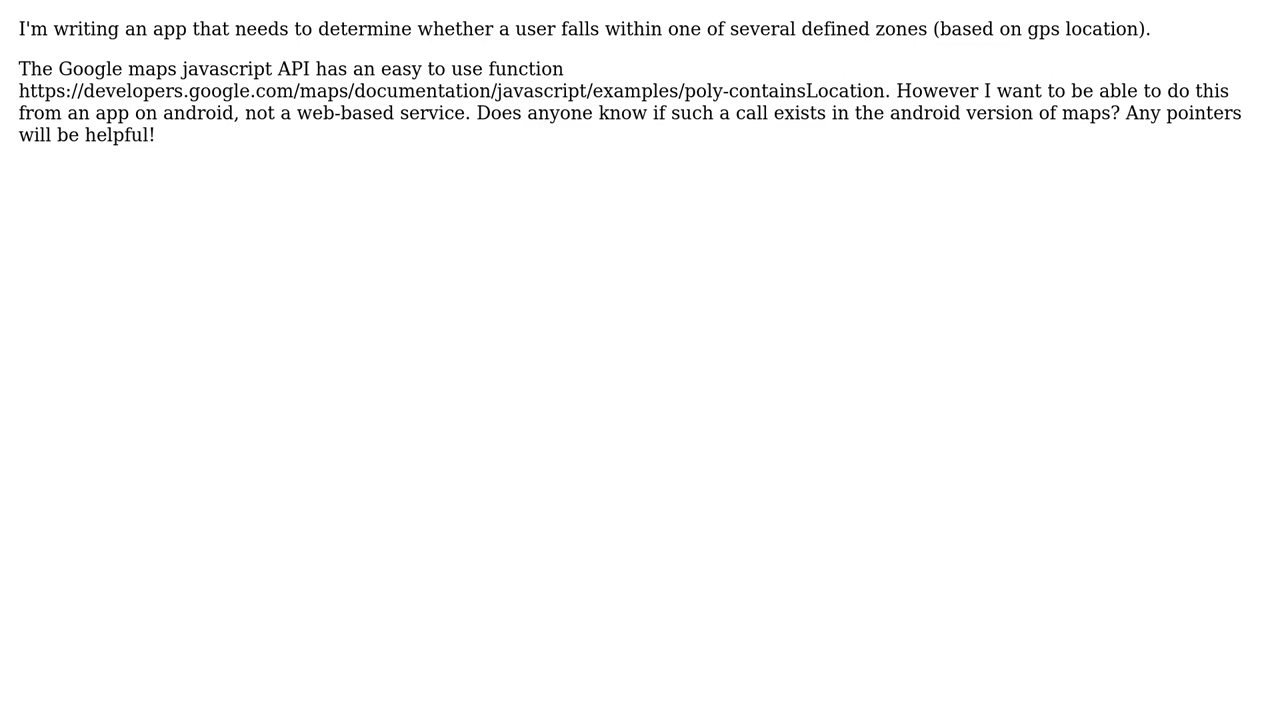 I'm writing an app that needs to determine whether a user falls within one of several defined zones (based on gps location).
The Google maps javascript API has an easy to use function
https://developers.google.com/maps/documentation/javascript/examples/poly-containsLocation. However I want to be able to do this
from an app on android, not a web-based service. Does anyone know if such a call exists in the android version of maps? Any pointers
will be helpful!